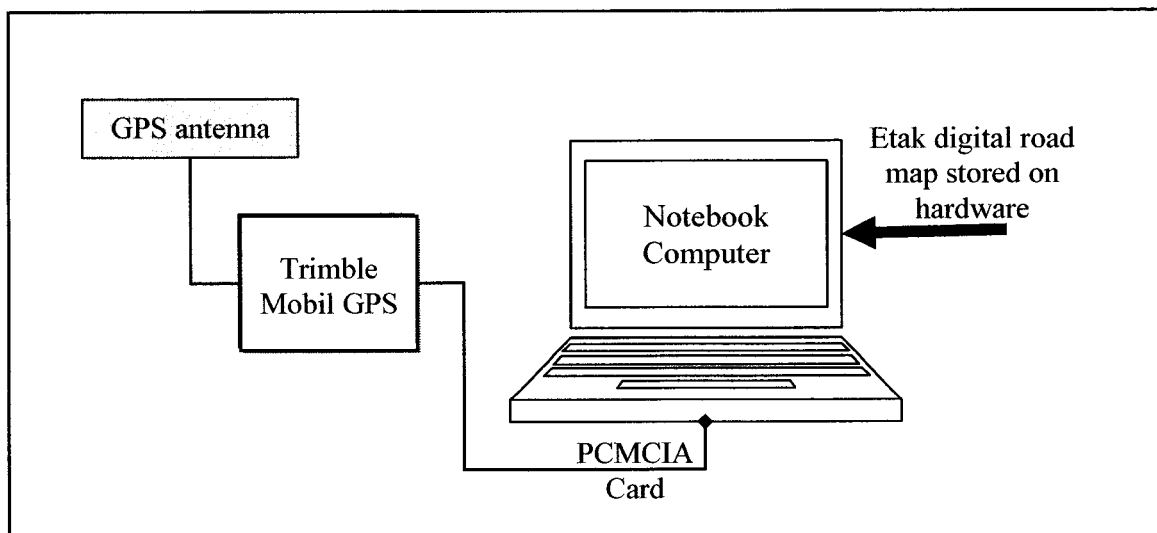 GPS antenna
Trimble
Mobil GPS
Notebook
Computer
Etak digital road
map stored on
hardware
PCMCIA
Card